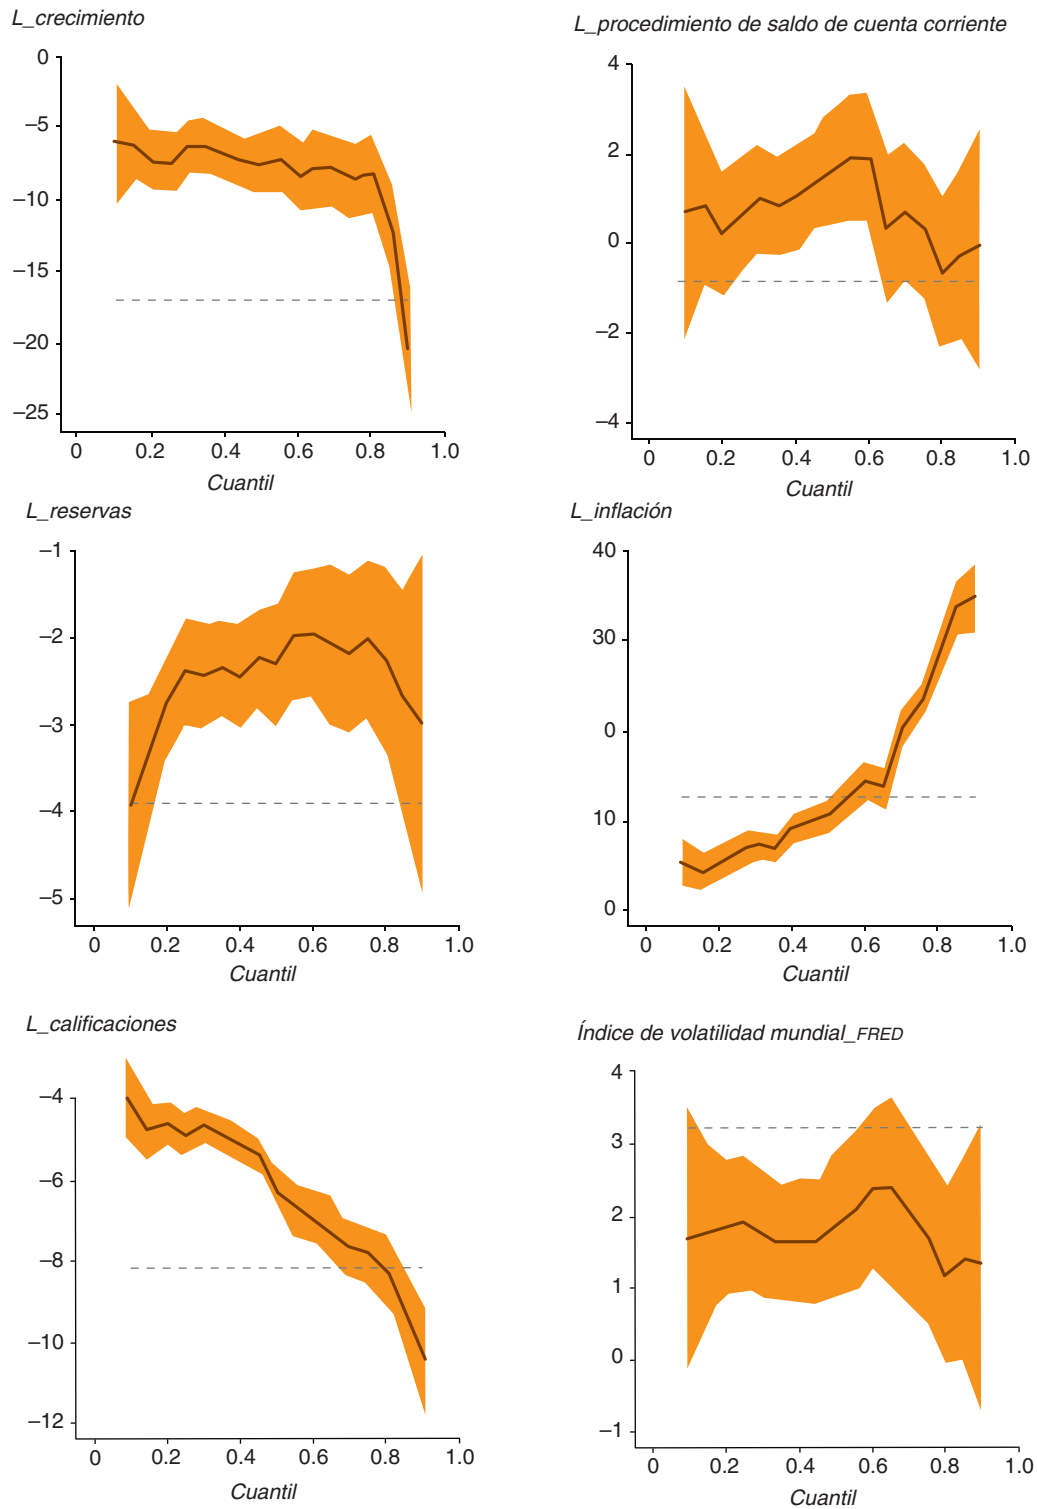 L_crecimiento
0
–5
–10
–15
–20
–25
0 0.2 0.4 0.6 0.8 1.0
Cuantil
L_procedimiento de saldo de cuenta corriente
4
2
0
–2
–4
0 0.2 0.4 0.6 0.8 1.0
Cuantil
L_reservas
–1
–2
–3
–4
–5
0 0.2 0.4 0.6 0.8 1.0
Cuantil
L_inflación
40
30
0
10
0
0 0.2 0.4 0.6 0.8 1.0
Cuantil
L_calificaciones
–4
–6
–8
–10
–12
0 0.2 0.4 0.6 0.8 1.0
Cuantil
Índice de volatilidad mundial_FRED
4
3
2
1
0
–1
0 0.2 0.4 0.6 0.8 1.0
Cuantil